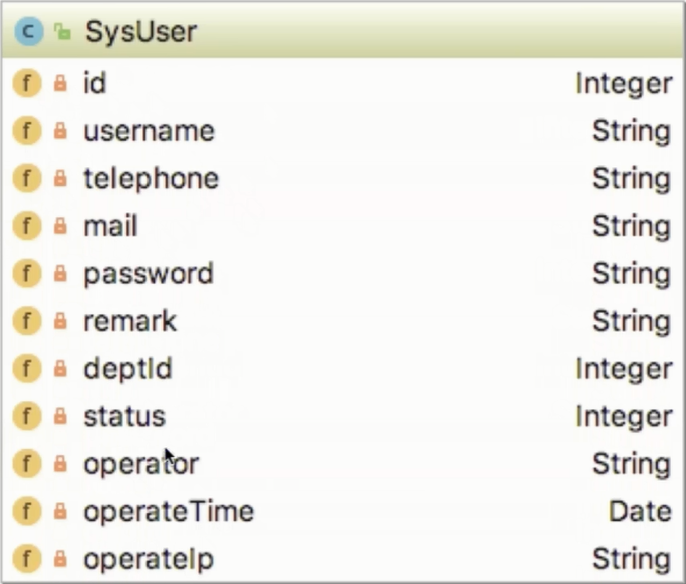 C SysUser
f id Integer
f username String
f telephone String
f mail String
f password String
f remark String
f deptId Integer
f status Integer
f operator String
f operateTime Date
f operateIp String